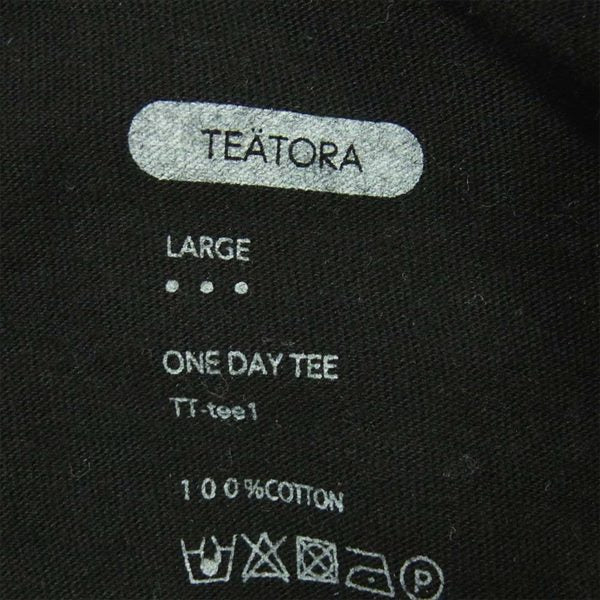 TEÄTORA
LARGE
ONE DAY TEE
TT-tee1
100%COTTON
P